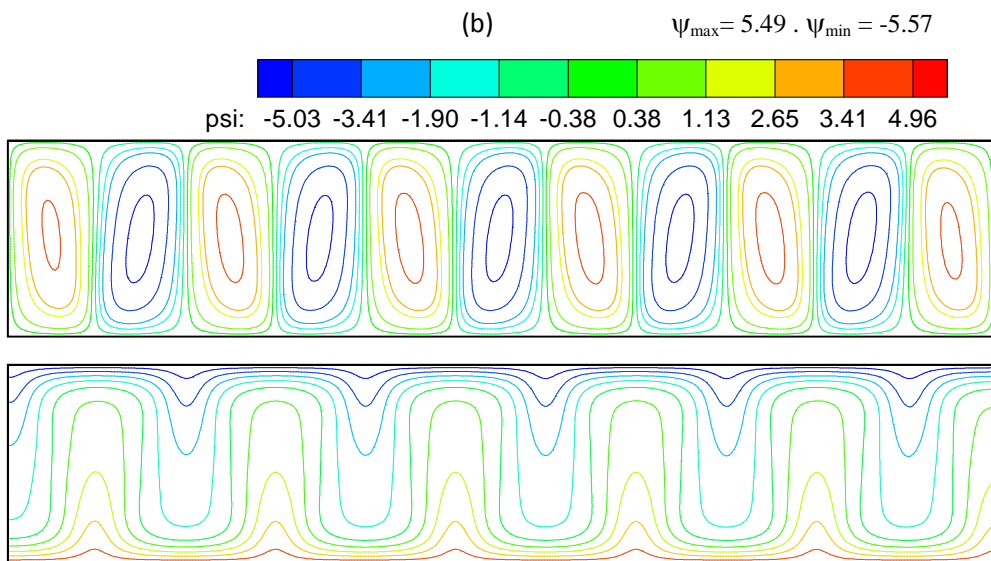 (b) ψmax= 5.49 . ψmin = -5.57
psi: -5.03 -3.41 -1.90 -1.14 -0.38 0.38 1.13 2.65 3.41 4.96